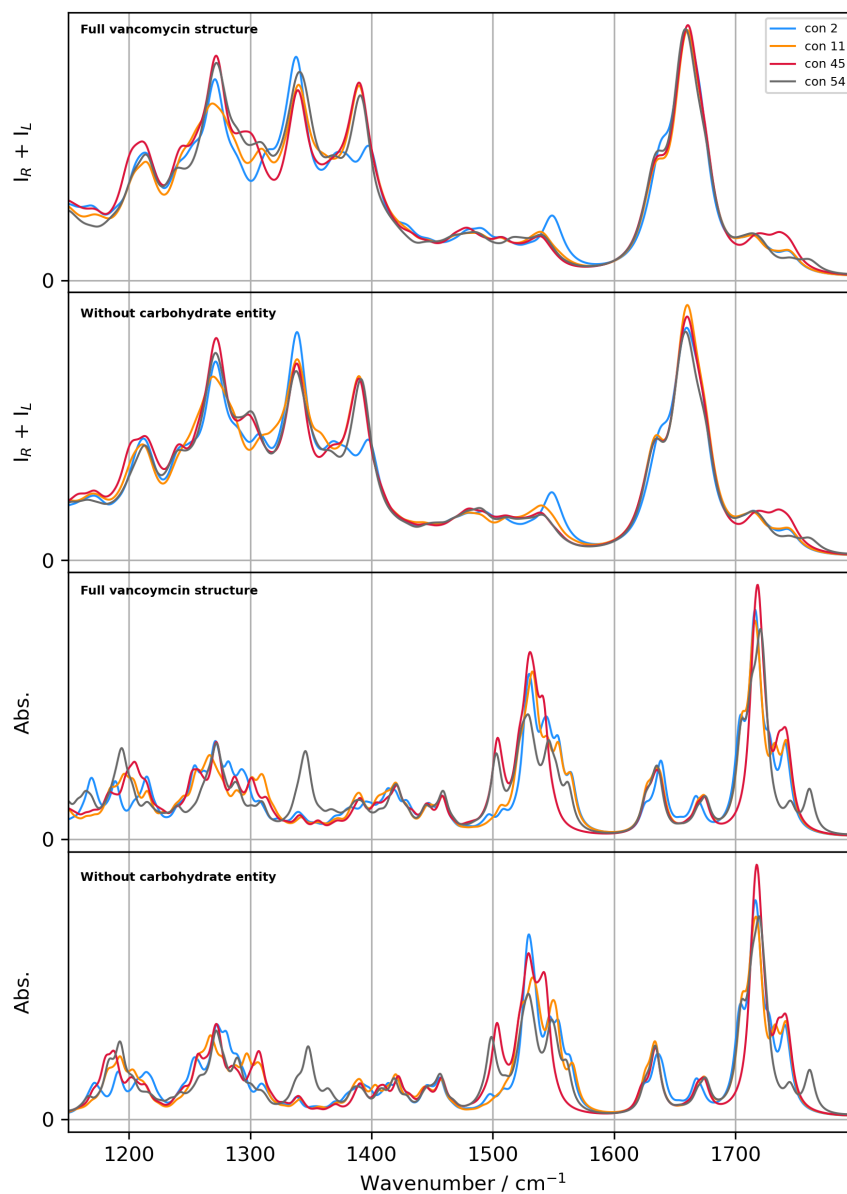 Full vancomycin structure
con 2
con 11
con 45
con 54
I_R + I_L
0
Without carbohydrate entity
I_R + I_L
0
Full vancoymcin structure
Abs.
0
Without carbohydrate entity
Abs.
0
1200 1300 1400 1500 1600 1700
Wavenumber / cm⁻¹